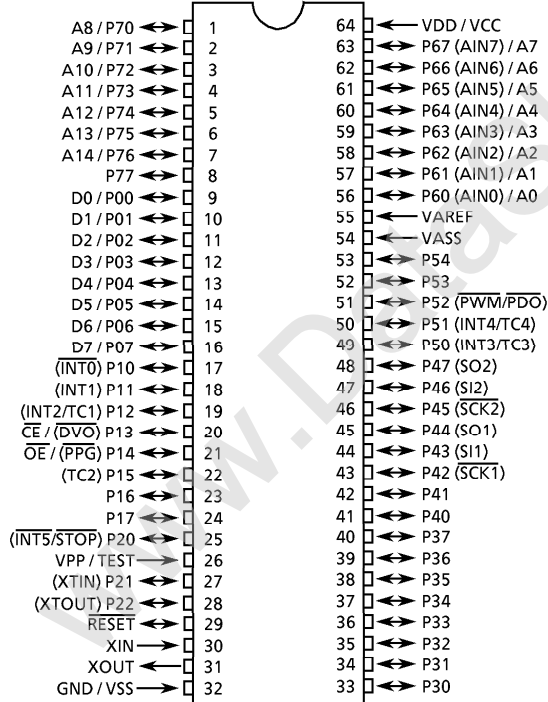 A8 / P70 1 64 VDD / VCC
A9 / P71 2 63 P67 (AIN7) / A7
A10 / P72 3 62 P66 (AIN6) / A6
A11 / P73 4 61 P65 (AIN5) / A5
A12 / P74 5 60 P64 (AIN4) / A4
A13 / P75 6 59 P63 (AIN3) / A3
A14 / P76 7 58 P62 (AIN2) / A2
P77 8 57 P61 (AIN1) / A1
D0 / P00 9 56 P60 (AIN0) / A0
D1 / P01 10 55 VAREF
D2 / P02 11 54 VASS
D3 / P03 12 53 P54
D4 / P04 13 52 P53
D5 / P05 14 51 P52 (PWM/PDO)
D6 / P06 15 50 P51 (INT4/TC4)
D7 / P07 16 49 P50 (INT3/TC3)
(INT0) P10 17 48 P47 (SO2)
(INT1) P11 18 47 P46 (SI2)
(INT2/TC1) P12 19 46 P45 (SCK2)
CE / (DVO) P13 20 45 P44 (SO1)
OE / (PPG) P14 21 44 P43 (SI1)
(TC2) P15 22 43 P42 (SCK1)
P16 23 42 P41
P17 24 41 P40
(INT5/STOP) P20 25 40 P37
VPP / TEST 26 39 P36
(XTIN) P21 27 38 P35
(XTOUT) P22 28 37 P34
RESET 29 36 P33
XIN 30 35 P32
XOUT 31 34 P31
GND / VSS 32 33 P30
www.DataS